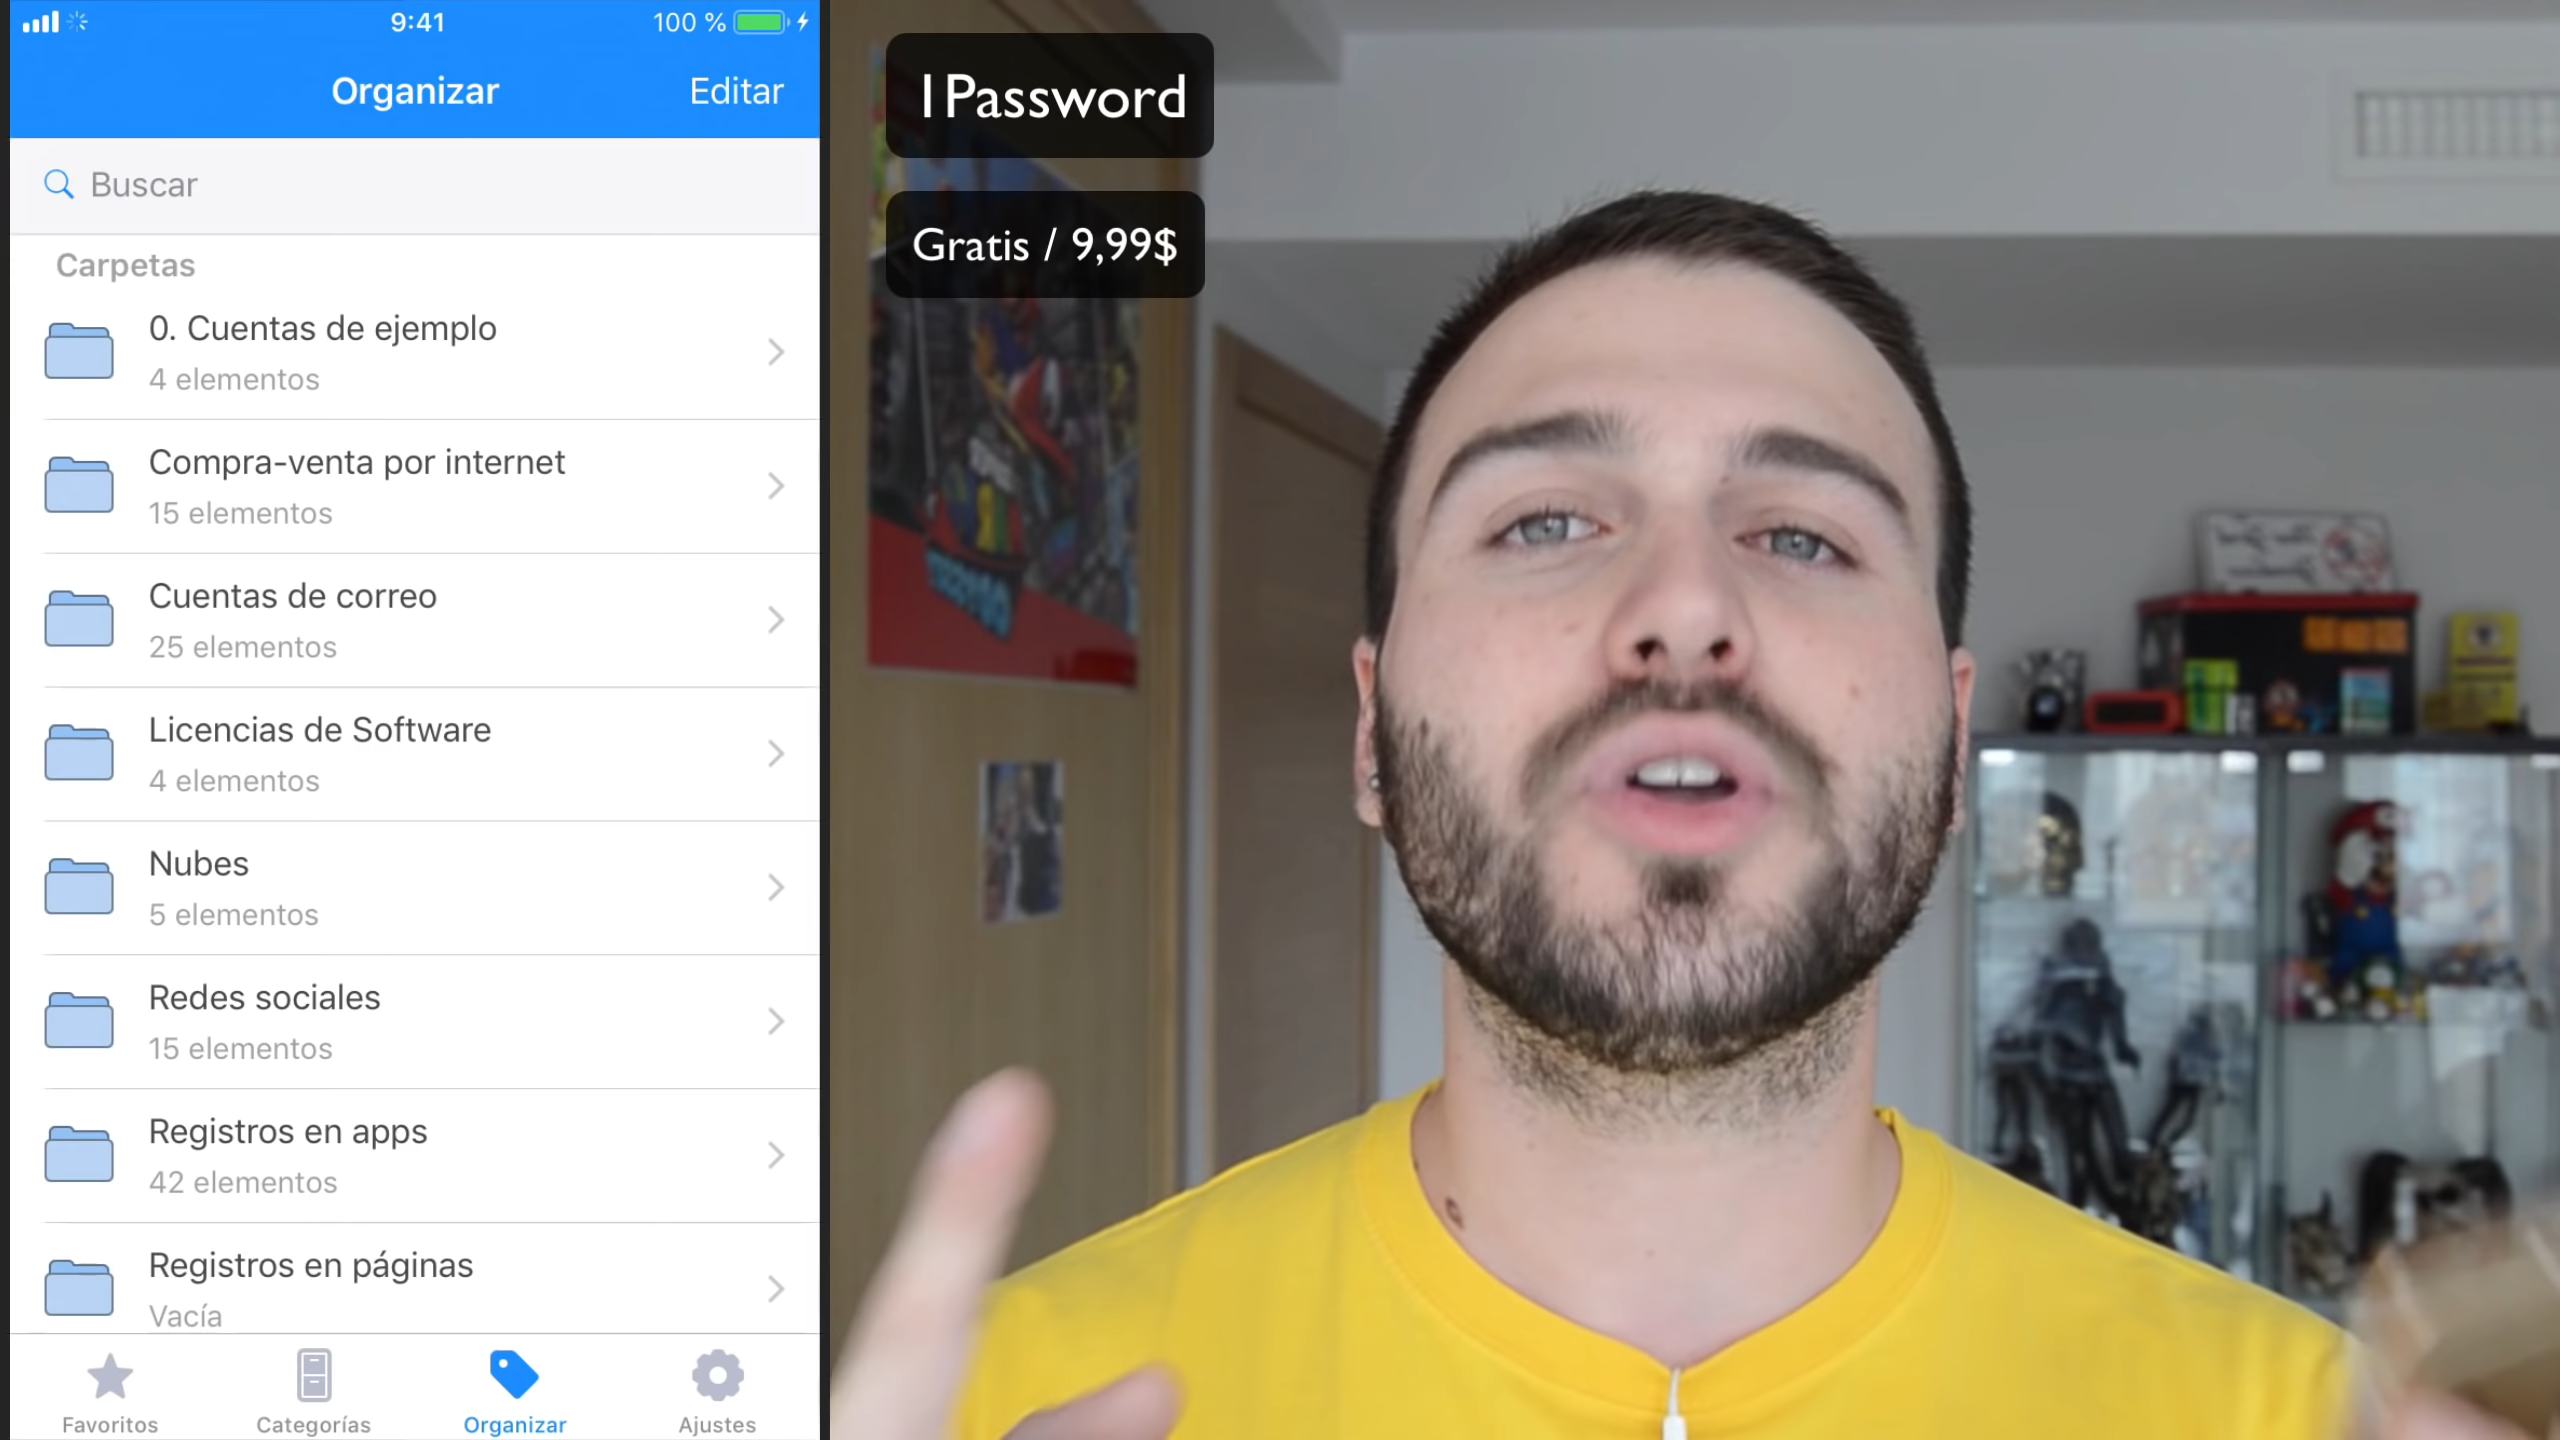 9:41
100 %
Organizar
Editar
Buscar
Carpetas
0. Cuentas de ejemplo
4 elementos
Compra-venta por internet
15 elementos
Cuentas de correo
25 elementos
Licencias de Software
4 elementos
Nubes
5 elementos
Redes sociales
15 elementos
Registros en apps
42 elementos
Registros en páginas
Vacía
Favoritos
Categorías
Organizar
Ajustes
1Password
Gratis / 9,99$